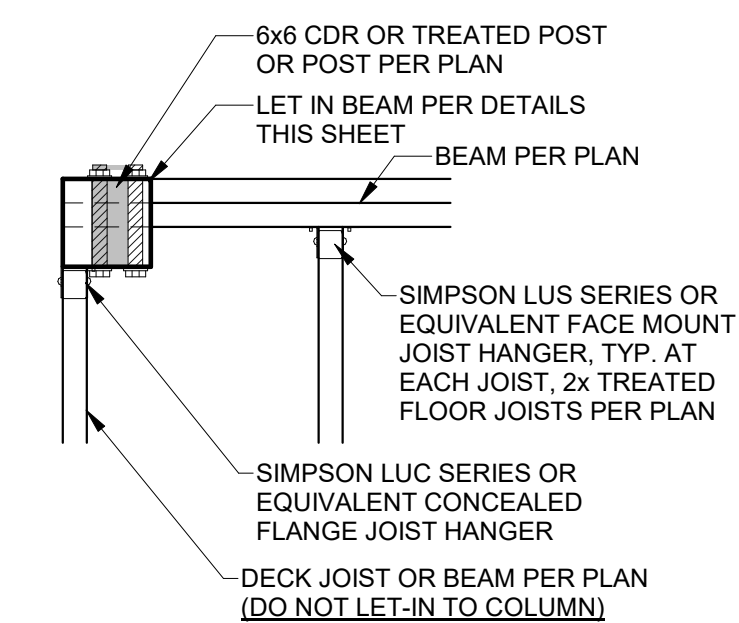 6x6 CDR OR TREATED POST
OR POST PER PLAN
LET IN BEAM PER DETAILS
THIS SHEET
BEAM PER PLAN
SIMPSON LUS SERIES OR
EQUIVALENT FACE MOUNT
JOIST HANGER, TYP. AT
EACH JOIST, 2x TREATED
FLOOR JOISTS PER PLAN
SIMPSON LUC SERIES OR
EQUIVALENT CONCEALED
FLANGE JOIST HANGER
DECK JOIST OR BEAM PER PLAN
(DO NOT LET-IN TO COLUMN)